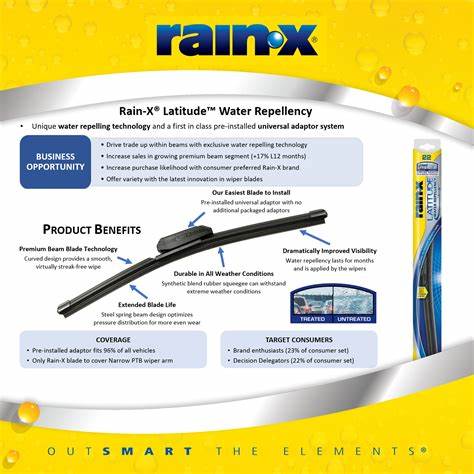 rain·x®
Rain-X® Latitude™ Water Repellency
• Unique water repelling technology and a first in class pre-installed universal adaptor system
BUSINESS
OPPORTUNITY
• Drive trade up within beams with exclusive water repelling technology
• Increase sales in growing premium beam segment (+17% L12 months)
• Increase purchase likelihood with consumer preferred Rain-X brand
• Offer variety with the latest innovation in wiper blades
Our Easiest Blade to Install
Pre-installed universal adaptor with no
additional packaged adaptors
PRODUCT BENEFITS
Premium Beam Blade Technology
Curved design provides a smooth,
virtually streak-free wipe
Dramatically Improved Visibility
Water repellency lasts for months
and is applied by the wipers
Durable in All Weather Conditions
Synthetic blend rubber squeegee can withstand
extreme weather conditions
Extended Blade Life
Steel spring beam design optimizes
pressure distribution for more even wear
TREATED
UNTREATED
22
rain·x
LATITUDE
WATER REPELLENCY
COVERAGE
• Pre-installed adaptor fits 96% of all vehicles
• Only Rain-X blade to cover Narrow PTB wiper arm
TARGET CONSUMERS
• Brand enthusiasts (23% of consumer set)
• Decision Delegators (22% of consumer set)
OUTSMART THE ELEMENTS®